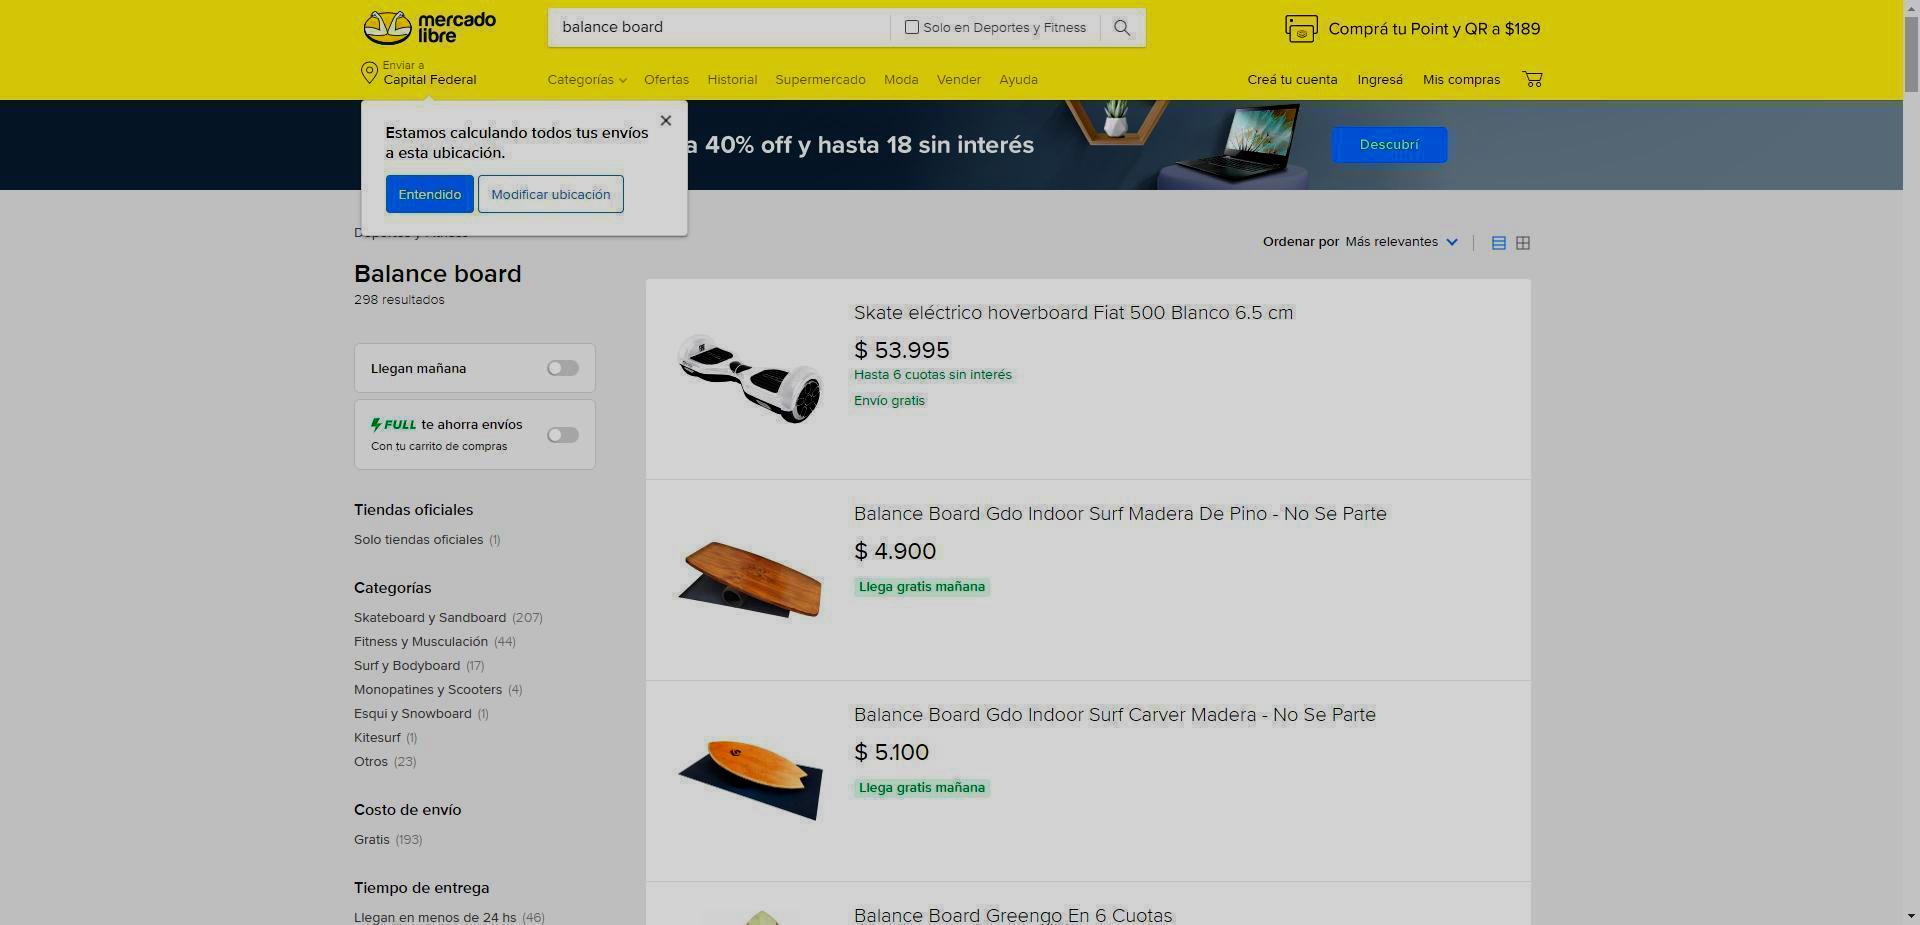 mercado
libre
balance board
Solo en Deportes y Fitness
Comprá tu Point y QR a $189
Enviar a
Capital Federal
Categorías
Ofertas
Historial
Supermercado
Moda
Vender
Ayuda
Creá tu cuenta
Ingresá
Mis compras
Estamos calculando todos tus envíos
a esta ubicación.
Entendido
Modificar ubicación
a 40% off y hasta 18 sin interés
Descubrí
Deportes y Fitness
Ordenar por Más relevantes
Balance board
298 resultados
Llegan mañana
FULL te ahorra envíos
Con tu carrito de compras
Tiendas oficiales
Solo tiendas oficiales (1)
Categorías
Skateboard y Sandboard (207)
Fitness y Musculación (44)
Surf y Bodyboard (17)
Monopatines y Scooters (4)
Esqui y Snowboard (1)
Kitesurf (1)
Otros (23)
Costo de envío
Gratis (193)
Tiempo de entrega
Llegan en menos de 24 hs (46)
Skate eléctrico hoverboard Fiat 500 Blanco 6.5 cm
$ 53.995
Hasta 6 cuotas sin interés
Envío gratis
Balance Board Gdo Indoor Surf Madera De Pino - No Se Parte
$ 4.900
Llega gratis mañana
Balance Board Gdo Indoor Surf Carver Madera - No Se Parte
$ 5.100
Llega gratis mañana
Balance Board Greengo En 6 Cuotas